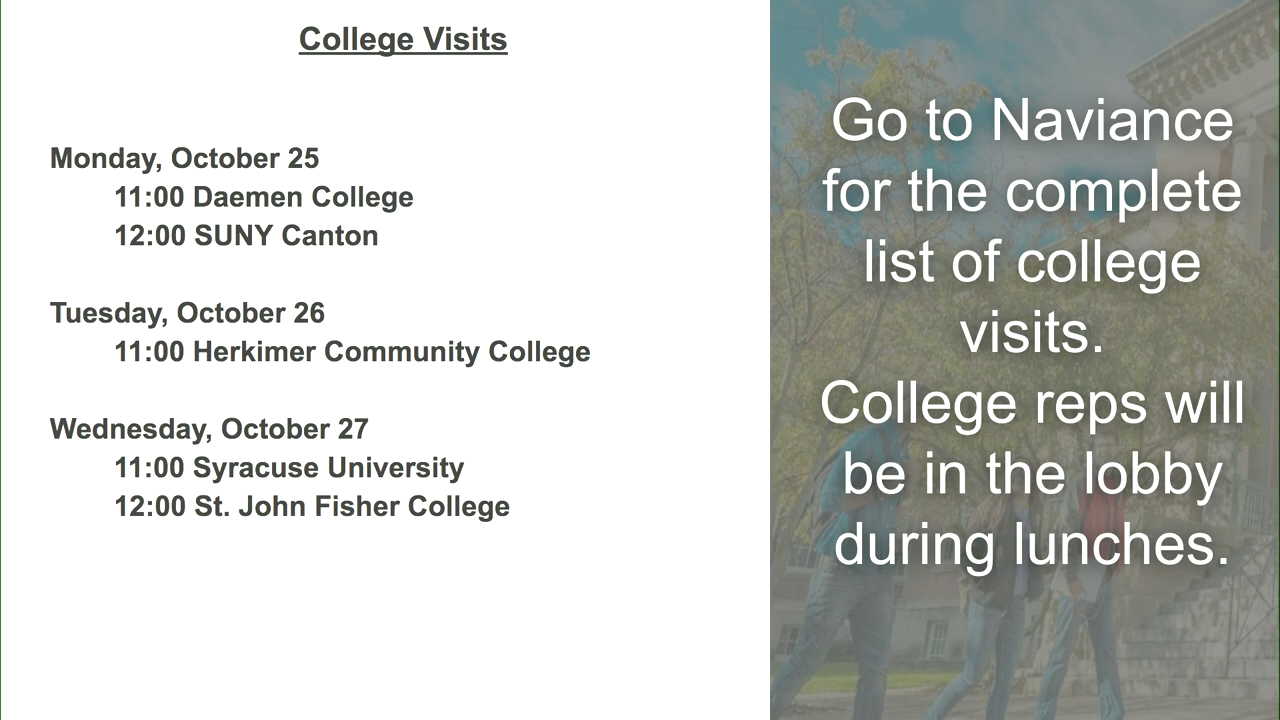 College Visits
Monday, October 25
11:00 Daemen College
12:00 SUNY Canton
Tuesday, October 26
11:00 Herkimer Community College
Wednesday, October 27
11:00 Syracuse University
12:00 St. John Fisher College
Go to Naviance
for the complete
list of college
visits.
College reps will
be in the lobby
during lunches.